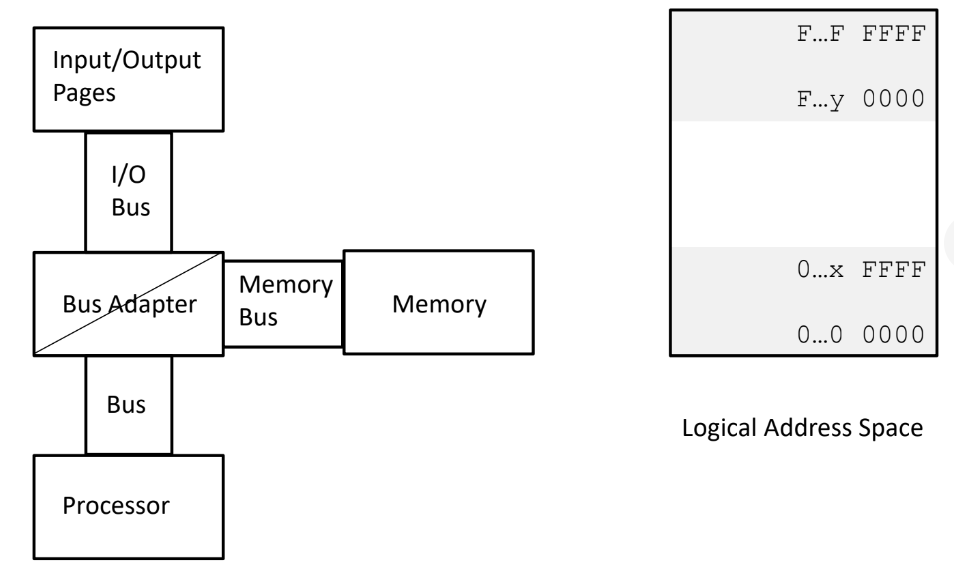 Input/Output
Pages
I/O
Bus
Bus Adapter
Memory
Bus
Memory
Bus
Processor
F…F FFFF
F…y 0000
0…x FFFF
0…0 0000
Logical Address Space